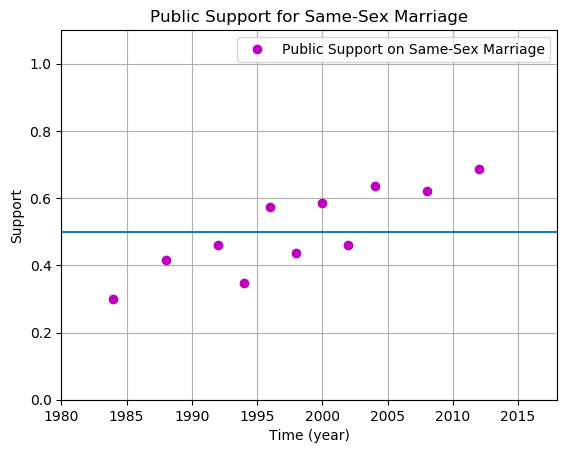 Public Support for Same-Sex Marriage
Public Support on Same-Sex Marriage
1.0
0.8
0.6
0.4
0.2
0.0
Support
1980 1985 1990 1995 2000 2005 2010 2015
Time (year)